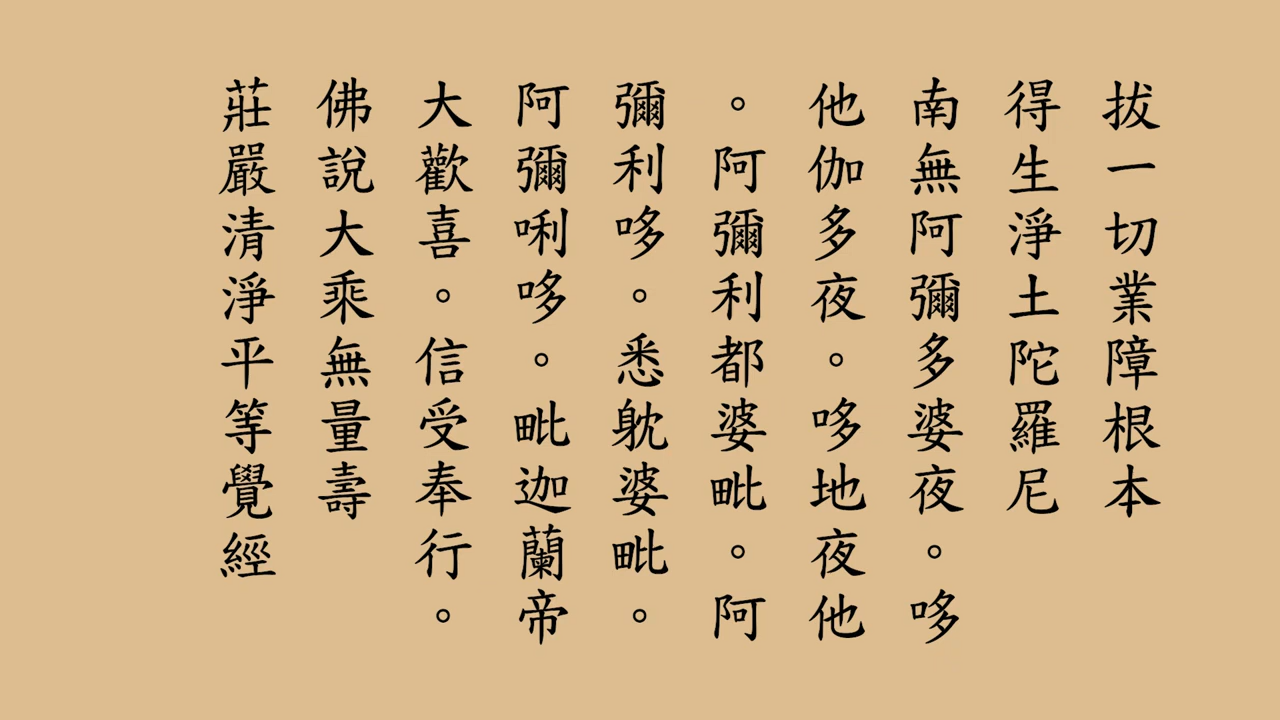 拔一切業障根本
得生淨土陀羅尼
南無阿彌多婆夜。哆
他伽多夜。哆地夜他
。阿彌利都婆毗。阿
彌利哆。悉躭婆毗。
阿彌唎哆。毗迦蘭帝
大歡喜。信受奉行。
佛說大乘無量壽
莊嚴清淨平等覺經